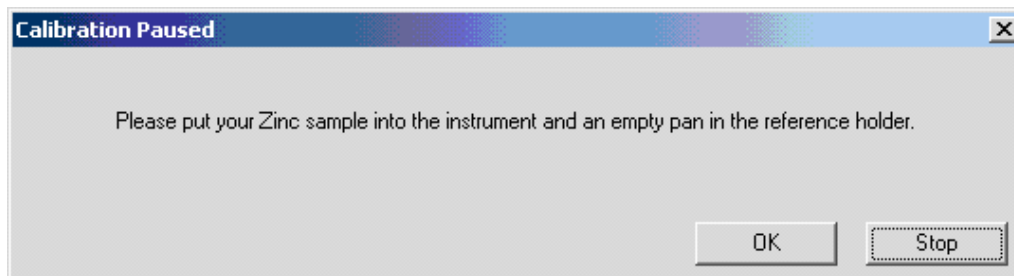 Calibration Paused
Please put your Zinc sample into the instrument and an empty pan in the reference holder.
OK
Stop